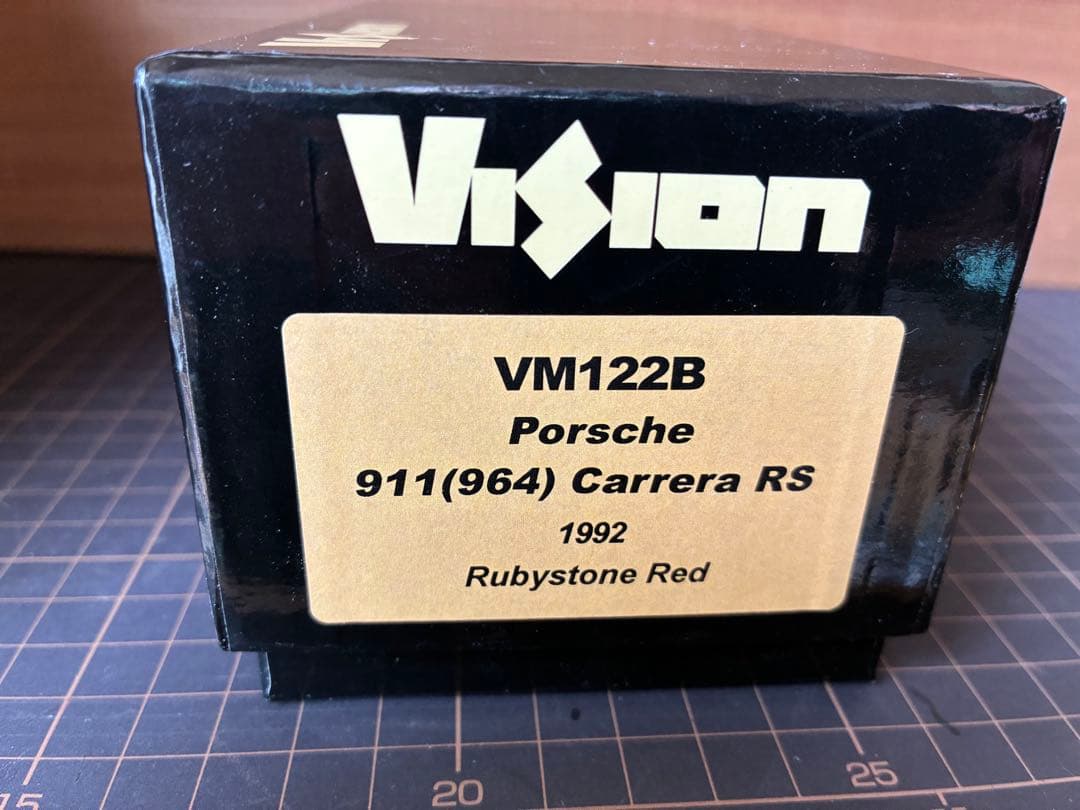 Vision
VM122B
Porsche
911(964) Carrera RS
1992
Rubystone Red
15
20
25